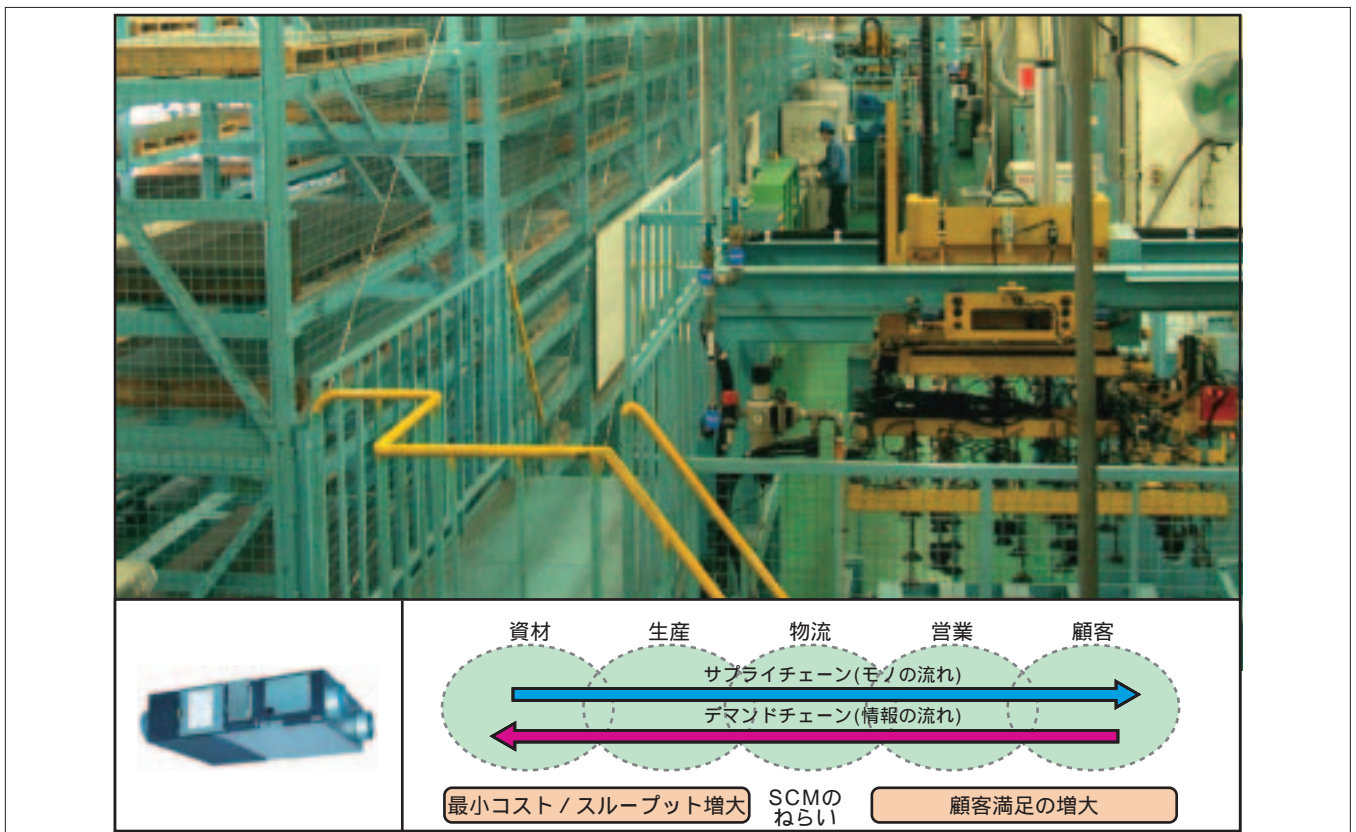 資材 生産 物流 営業 顧客
サプライチェーン(モノの流れ)
デマンドチェーン(情報の流れ)
最小コスト / スループット増大
SCMの
ねらい
顧客満足の増大